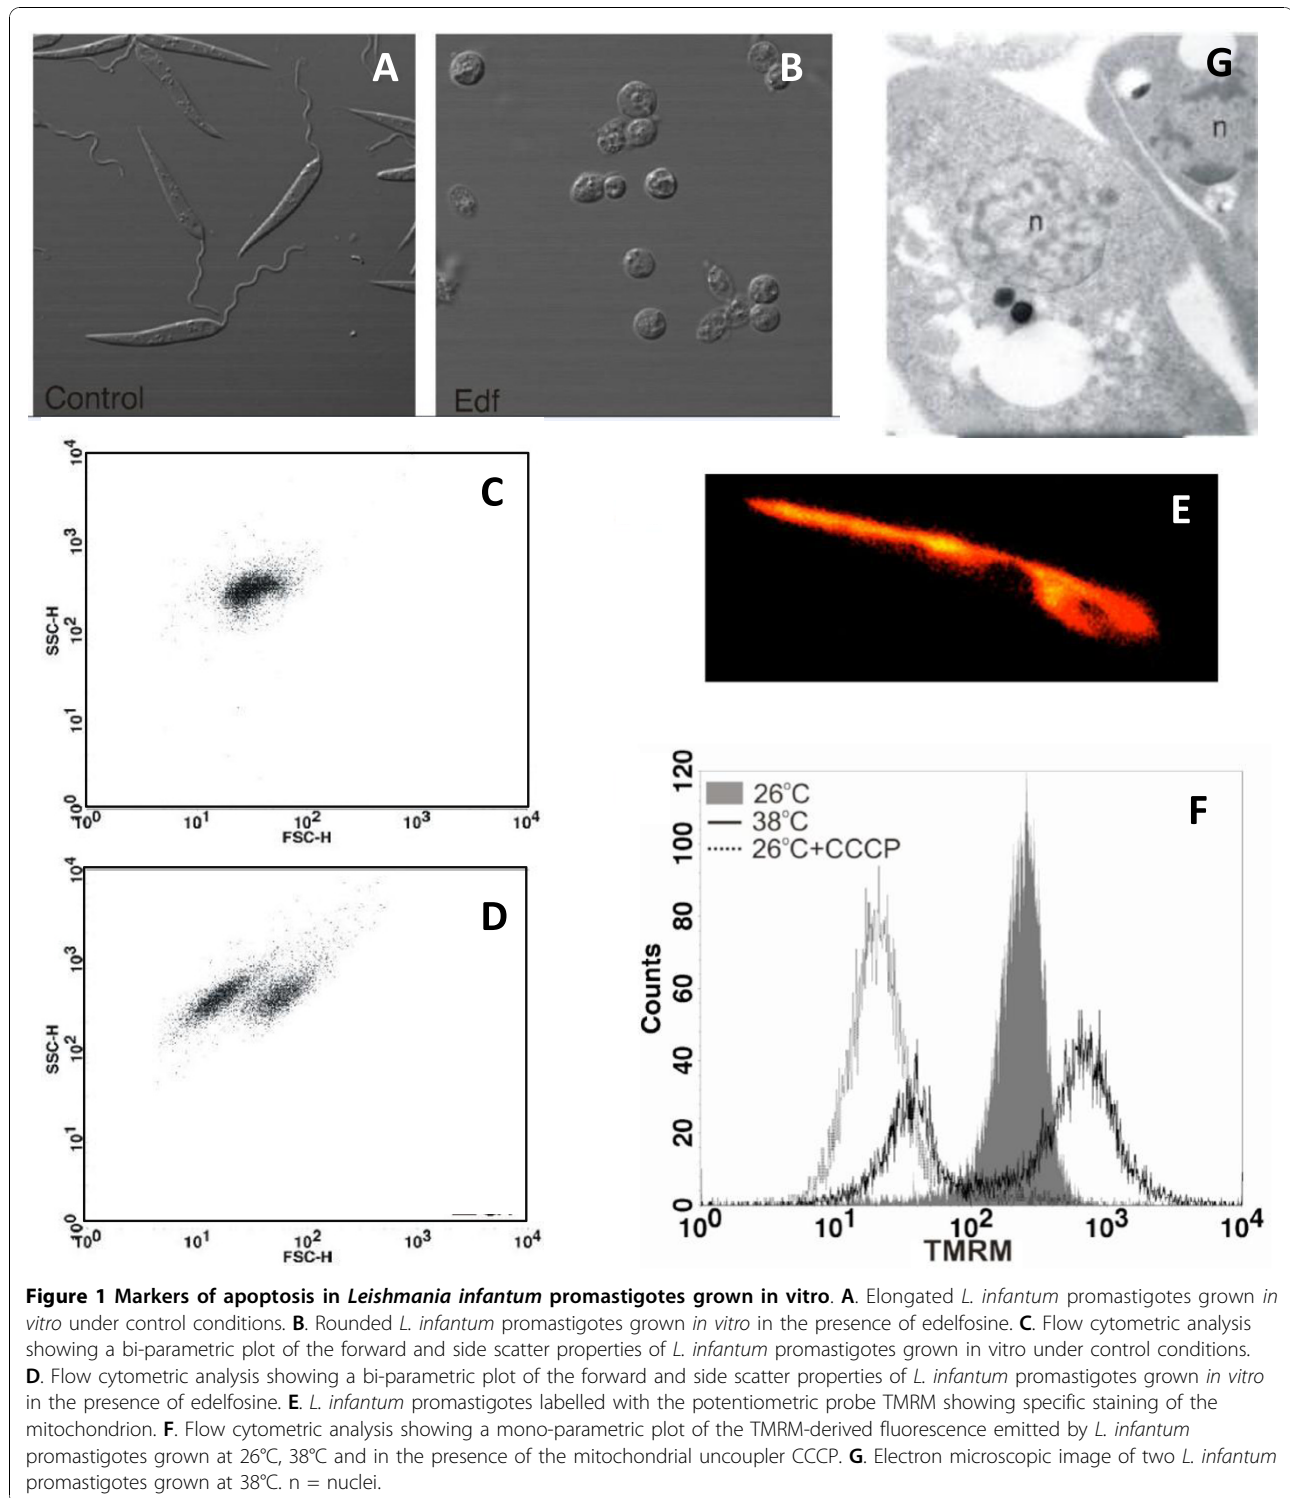 A
B
G
n
n
Control
Edf
C
10^4
10^3
10^2
10^1
10^0
SSC-H
10^0 10^1 10^2 10^3 10^4
FSC-H
E
D
10^4
10^3
10^2
10^1
10^0
SSC-H
10^0 10^1 10^2 10^3 10^4
FSC-H
F
26°C
38°C
26°C+CCCP
120
100
80
60
40
20
0
Counts
10^0 10^1 10^2 10^3 10^4
TMRM
Figure 1 Markers of apoptosis in Leishmania infantum promastigotes grown in vitro. A. Elongated L. infantum promastigotes grown in
vitro under control conditions. B. Rounded L. infantum promastigotes grown in vitro in the presence of edelfosine. C. Flow cytometric analysis
showing a bi-parametric plot of the forward and side scatter properties of L. infantum promastigotes grown in vitro under control conditions.
D. Flow cytometric analysis showing a bi-parametric plot of the forward and side scatter properties of L. infantum promastigotes grown in vitro
in the presence of edelfosine. E. L. infantum promastigotes labelled with the potentiometric probe TMRM showing specific staining of the
mitochondrion. F. Flow cytometric analysis showing a mono-parametric plot of the TMRM-derived fluorescence emitted by L. infantum
promastigotes grown at 26°C, 38°C and in the presence of the mitochondrial uncoupler CCCP. G. Electron microscopic image of two L. infantum
promastigotes grown at 38°C. n = nuclei.